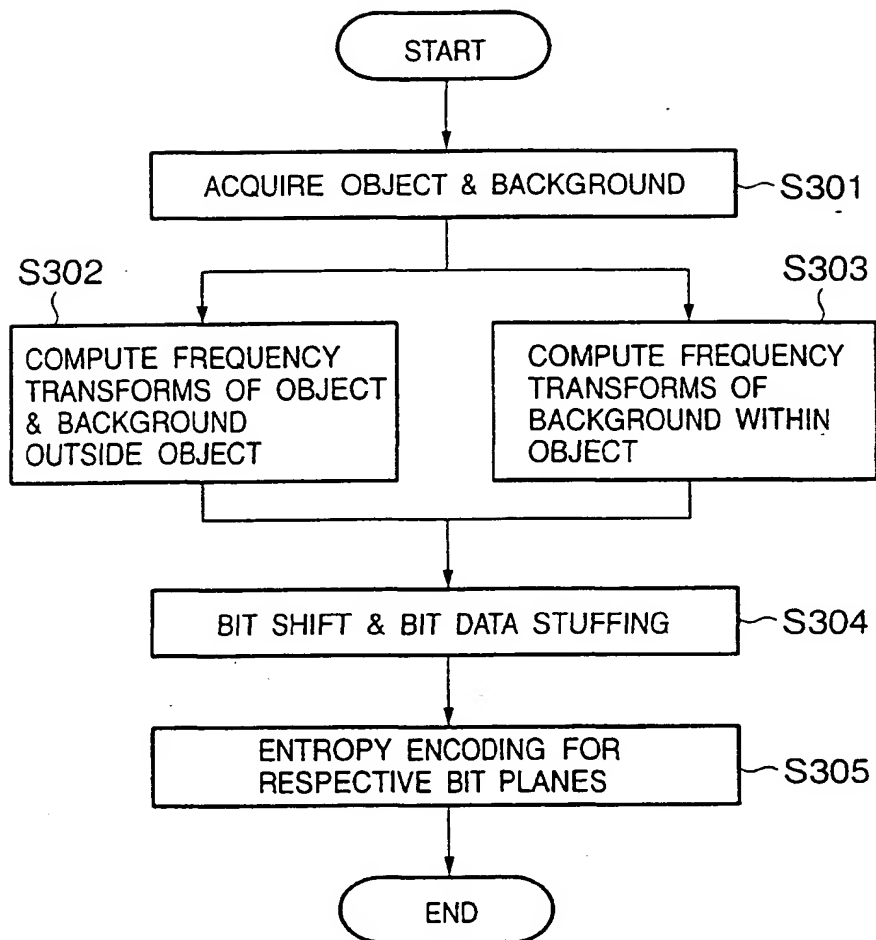 START
ACQUIRE OBJECT & BACKGROUND
S301
S302
S303
COMPUTE FREQUENCY
TRANSFORMS OF OBJECT
& BACKGROUND
OUTSIDE OBJECT
COMPUTE FREQUENCY
TRANSFORMS OF
BACKGROUND WITHIN
OBJECT
BIT SHIFT & BIT DATA STUFFING
S304
ENTROPY ENCODING FOR
RESPECTIVE BIT PLANES
S305
END